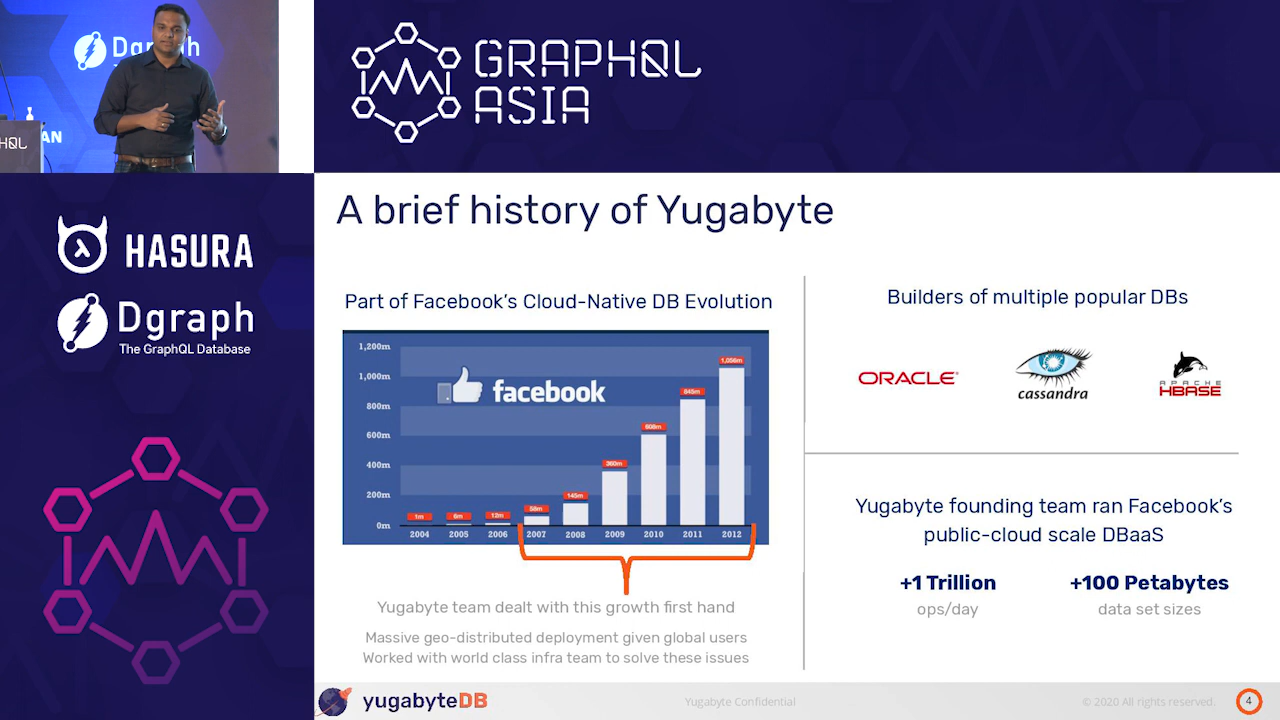 Dgraph
HQL
AN
GRAPHQL
ASIA
HASURA
Dgraph
The GraphQL Database
A brief history of Yugabyte
Part of Facebook's Cloud-Native DB Evolution
1,200m
1,000m
800m
600m
400m
200m
0m
facebook
1m
6m
12m
58m
145m
360m
608m
845m
1,056m
2004
2005
2006
2007
2008
2009
2010
2011
2012
Yugabyte team dealt with this growth first hand
Massive geo-distributed deployment given global users
Worked with world class infra team to solve these issues
Builders of multiple popular DBs
ORACLE
cassandra
APACHE
HBASE
Yugabyte founding team ran Facebook's
public-cloud scale DBaaS
+1 Trillion
ops/day
+100 Petabytes
data set sizes
yugabyteDB
Yugabyte Confidential
© 2020 All rights reserved.
4